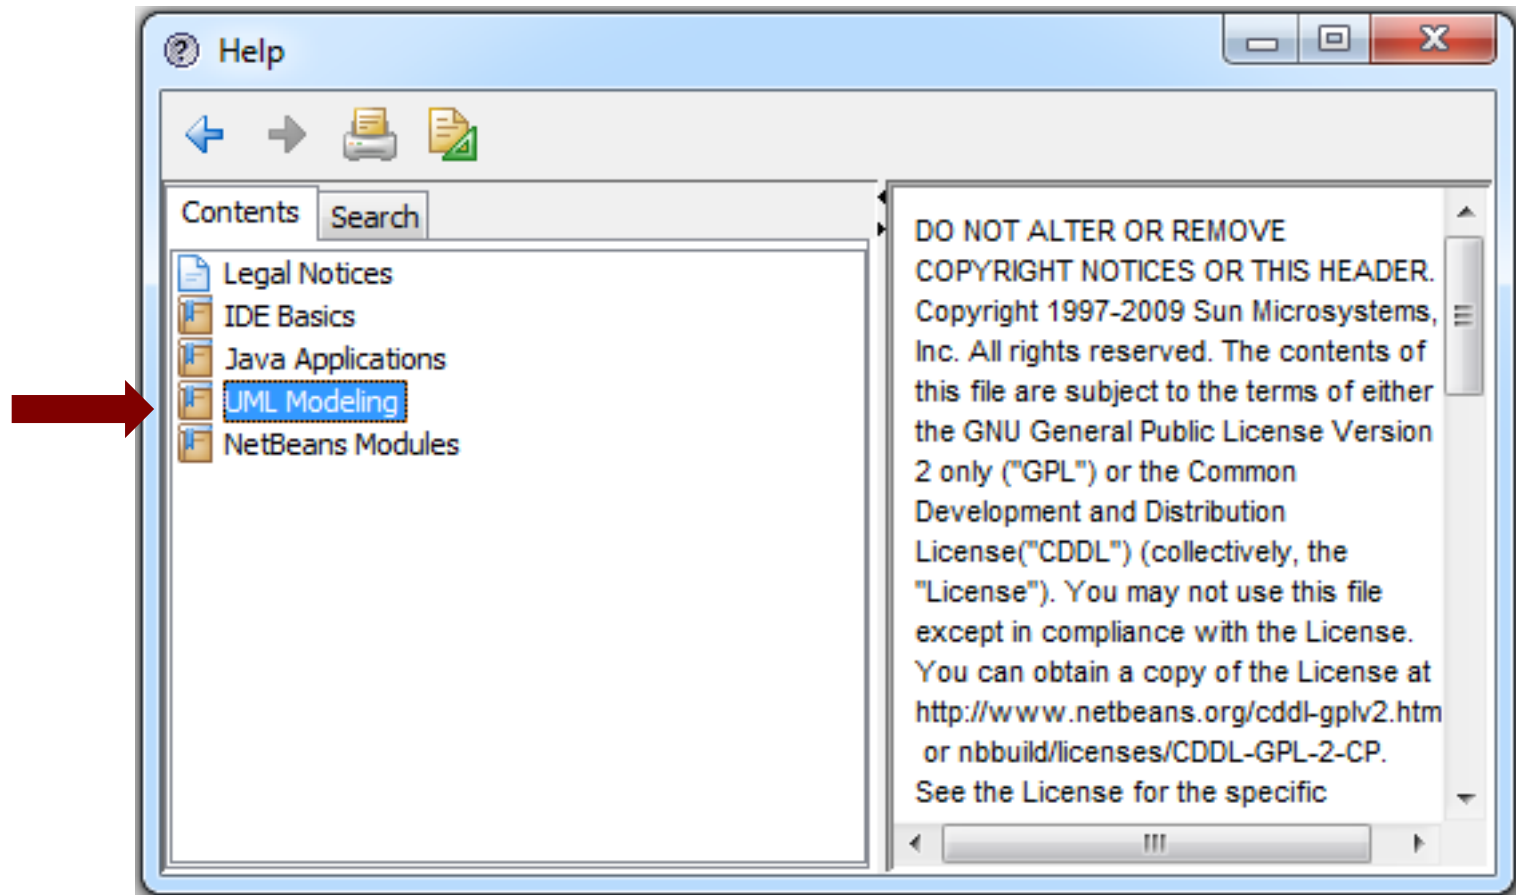 Help
Contents
Search
Legal Notices
IDE Basics
Java Applications
UML Modeling
NetBeans Modules
DO NOT ALTER OR REMOVE
COPYRIGHT NOTICES OR THIS HEADER.
Copyright 1997-2009 Sun Microsystems,
Inc. All rights reserved. The contents of
this file are subject to the terms of either
the GNU General Public License Version
2 only ("GPL") or the Common
Development and Distribution
License("CDDL") (collectively, the
"License"). You may not use this file
except in compliance with the License.
You can obtain a copy of the License at
http://www.netbeans.org/cddl-gplv2.htm
or nbbuild/licenses/CDDL-GPL-2-CP.
See the License for the specific